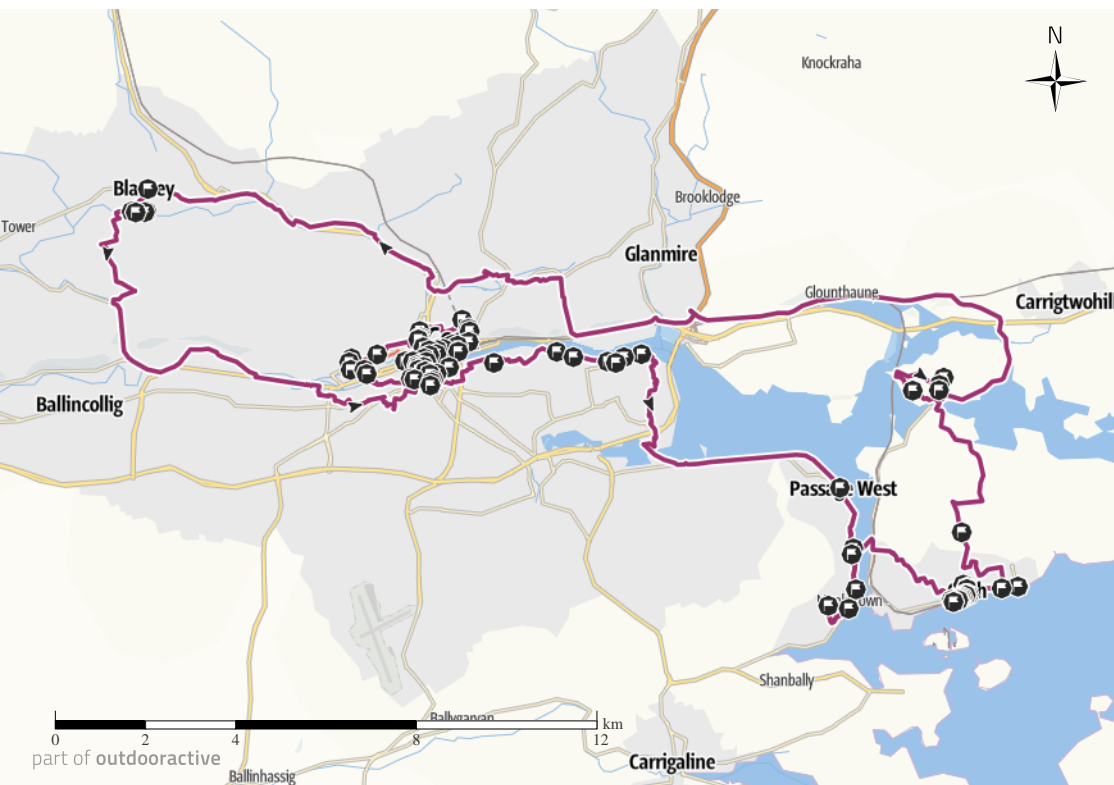 N
Knockraha
Tower
Brooklodge
Glanmire
Glounthaune
Carrigtwohill
Ballincollig
Passage West
Shanbally
Ballygarvan
km
0 2 4 8 12
part of outdooractive
Carrigaline
Ballinhassig